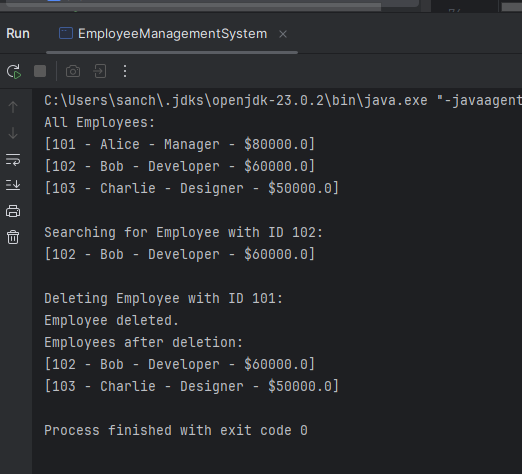 Run EmployeeManagementSystem
C:\Users\sanch\.jdks\openjdk-23.0.2\bin\java.exe "-javaagent
All Employees:
[101 - Alice - Manager - $80000.0]
[102 - Bob - Developer - $60000.0]
[103 - Charlie - Designer - $50000.0]
Searching for Employee with ID 102:
[102 - Bob - Developer - $60000.0]
Deleting Employee with ID 101:
Employee deleted.
Employees after deletion:
[102 - Bob - Developer - $60000.0]
[103 - Charlie - Designer - $50000.0]
Process finished with exit code 0